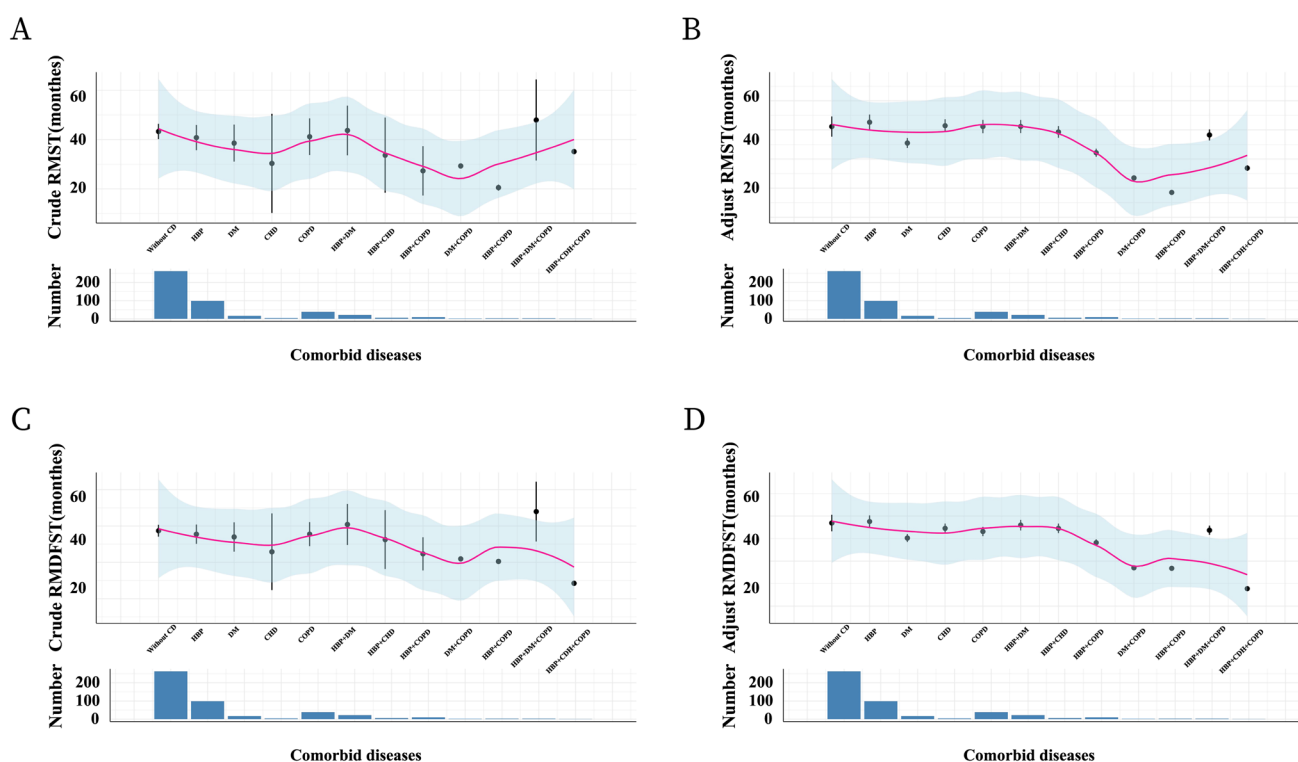 A
Crude RMST(monthes)
60
40
20
Without CD
HBP
DM
CHD
COPD
HBP+DM
HBP+CHD
HBP+COPD
DM+COPD
HBP+COPD
HBP+DM+COPD
HBP+CDH+COPD
Number
200
100
0
Comorbid diseases
B
Adjust RMST(monthes)
60
40
20
Without CD
HBP
DM
CHD
COPD
HBP+DM
HBP+CHD
HBP+COPD
DM+COPD
HBP+COPD
HBP+DM+COPD
HBP+CDH+COPD
Number
200
100
0
Comorbid diseases
C
Crude RMDFST(monthes)
60
40
20
Without CD
HBP
DM
CHD
COPD
HBP+DM
HBP+CHD
HBP+COPD
DM+COPD
HBP+COPD
HBP+DM+COPD
HBP+CDH+COPD
Number
200
100
0
Comorbid diseases
D
Adjust RMDFST(monthes)
60
40
20
Without CD
HBP
DM
CHD
COPD
HBP+DM
HBP+CHD
HBP+COPD
DM+COPD
HBP+COPD
HBP+DM+COPD
HBP+CDH+COPD
Number
200
100
0
Comorbid diseases